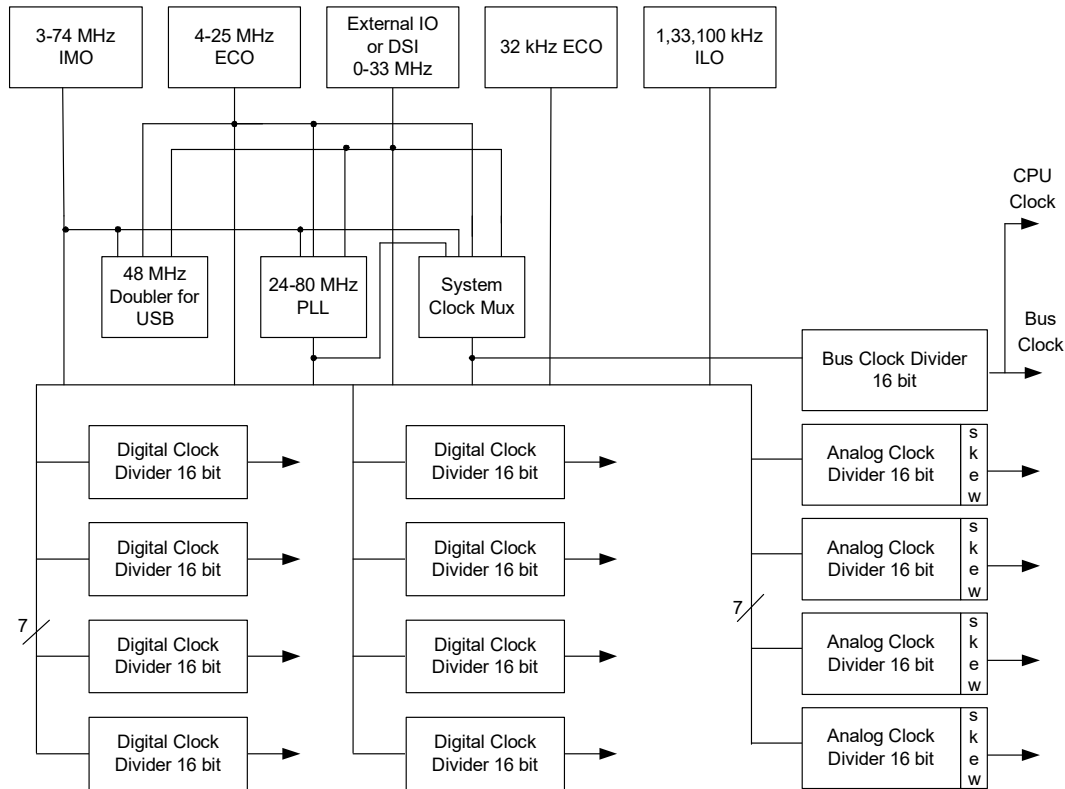 3-74 MHz
IMO
4-25 MHz
ECO
External IO
or DSI
0-33 MHz
32 kHz ECO
1,33,100 kHz
ILO
CPU
Clock
48 MHz
Doubler for
USB
24-80 MHz
PLL
System
Clock Mux
Bus
Clock
Bus Clock Divider
16 bit
Digital Clock
Divider 16 bit
Digital Clock
Divider 16 bit
Analog Clock
Divider 16 bit
s
k
e
w
Digital Clock
Divider 16 bit
Digital Clock
Divider 16 bit
Analog Clock
Divider 16 bit
s
k
e
w
7
7
Digital Clock
Divider 16 bit
Digital Clock
Divider 16 bit
Analog Clock
Divider 16 bit
s
k
e
w
Digital Clock
Divider 16 bit
Digital Clock
Divider 16 bit
Analog Clock
Divider 16 bit
s
k
e
w